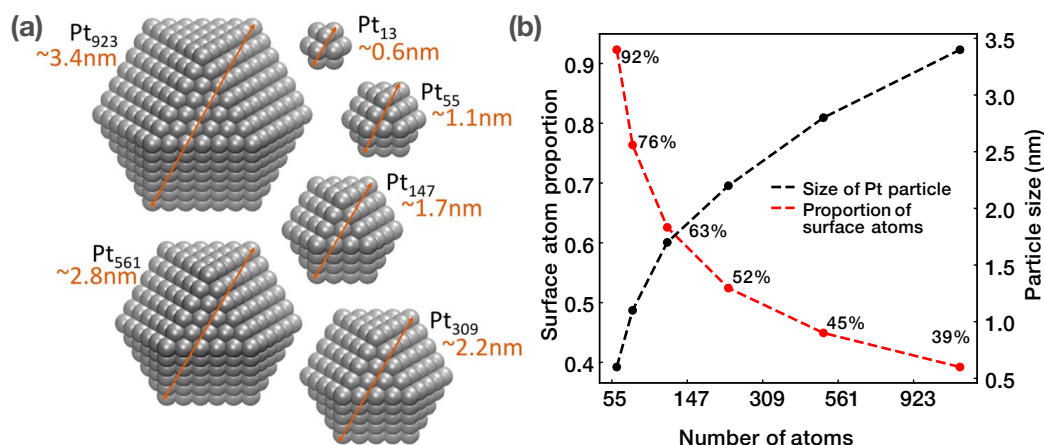 (a)
Pt923
~3.4nm
Pt13
~0.6nm
Pt55
~1.1nm
Pt147
~1.7nm
Pt561
~2.8nm
Pt309
~2.2nm
(b)
Surface atom proportion
0.9
0.8
0.7
0.6
0.5
0.4
92%
76%
63%
52%
45%
39%
Size of Pt particle
Proportion of
surface atoms
3.5
3.0
2.5
2.0
1.5
1.0
0.5
Particle size (nm)
55
147
309
561
923
Number of atoms